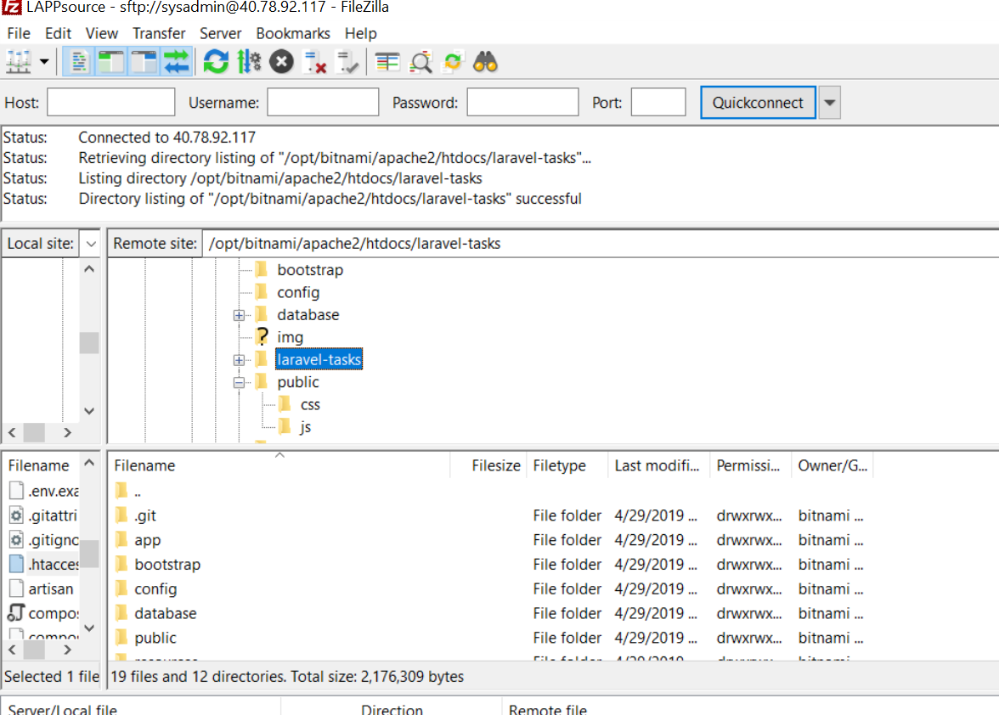 LAPPsource - sftp://sysadmin@40.78.92.117 - FileZilla
File Edit View Transfer Server Bookmarks Help
Host: Username: Password: Port: Quickconnect
Status: Connected to 40.78.92.117
Status: Retrieving directory listing of "/opt/bitnami/apache2/htdocs/laravel-tasks"...
Status: Listing directory /opt/bitnami/apache2/htdocs/laravel-tasks
Status: Directory listing of "/opt/bitnami/apache2/htdocs/laravel-tasks" successful
Local site: Remote site: /opt/bitnami/apache2/htdocs/laravel-tasks
bootstrap
config
database
? img
laravel-tasks
public
css
js
Filename
.env.exa
.gitattri
.gitigno
.htacces
artisan
compos
compo
Selected 1 file
Filename Filesize Filetype Last modifi... Permissi... Owner/G...
..
.git File folder 4/29/2019 ... drwxrwx... bitnami ...
app File folder 4/29/2019 ... drwxrwx... bitnami ...
bootstrap File folder 4/29/2019 ... drwxrwx... bitnami ...
config File folder 4/29/2019 ... drwxrwx... bitnami ...
database File folder 4/29/2019 ... drwxrwx... bitnami ...
public File folder 4/29/2019 ... drwxrwx... bitnami ...
19 files and 12 directories. Total size: 2,176,309 bytes
Server/Local file Direction Remote file